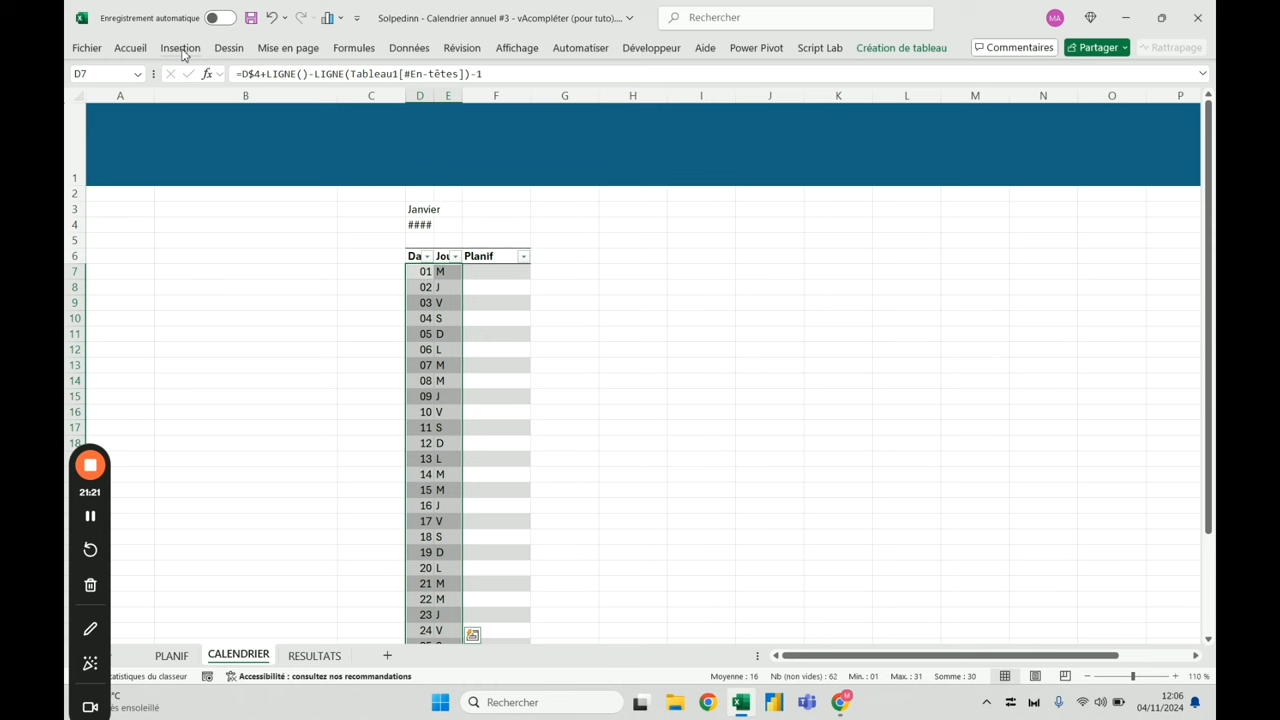 Enregistrement automatique
Solpedinn - Calendrier annuel #3 - vAcompléter (pour tuto)....
Rechercher
MA
Fichier Accueil Insertion Dessin Mise en page Formules Données Révision Affichage Automatiser Développeur Aide Power Pivot Script Lab Création de tableau
Commentaires
Partager
Rattrapage
D7
fx
=D$4+LIGNE()-LIGNE(Tableau1[#En-têtes])-1
A B C D E F G H I J K L M N O P
1
2
3 Janvier
4 ####
5
6 Da Jou Planif
7 01 M
8 02 J
9 03 V
10 04 S
11 05 D
12 06 L
13 07 M
14 08 M
15 09 J
16 10 V
17 11 S
18 12 D
13 L
14 M
15 M
16 J
17 V
18 S
19 D
20 L
21 M
22 M
23 J
24 V
21:21
PLANIF CALENDRIER RESULTATS
tatistiques du classeur
Accessibilité : consultez nos recommandations
Moyenne : 16 Nb (non vides) : 62 Min. : 01 Max. : 31 Somme : 30
110 %
°C
ès ensoleillé
Rechercher
12:06
04/11/2024